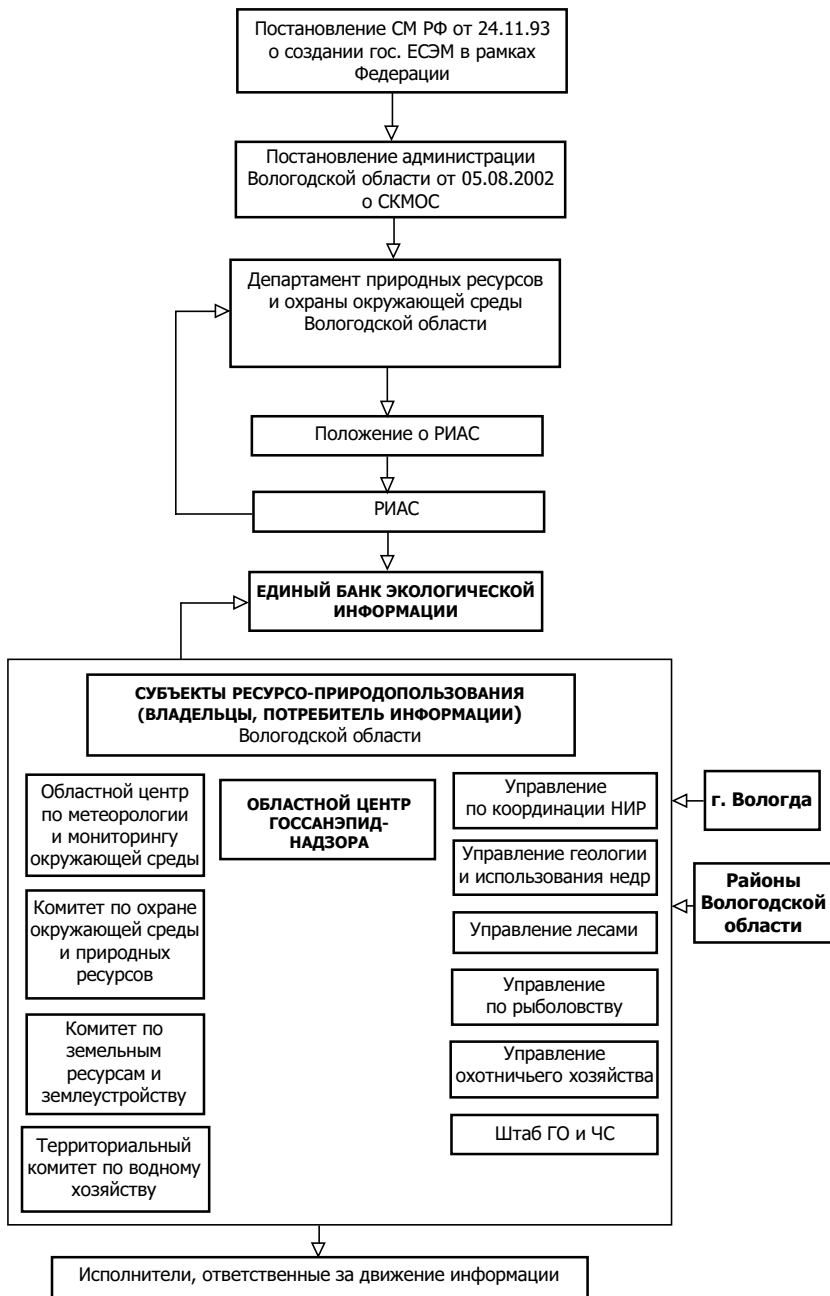 Постановление СМ РФ от 24.11.93
о создании гос. ЕСЭМ в рамках
Федерации
Постановление администрации
Вологодской области от 05.08.2002
о СКМОС
Департамент природных ресурсов
и охраны окружающей среды
Вологодской области
Положение о РИАС
РИАС
ЕДИНЫЙ БАНК ЭКОЛОГИЧЕСКОЙ
ИНФОРМАЦИИ
СУБЪЕКТЫ РЕСУРСО-ПРИРОДОПОЛЬЗОВАНИЯ
(ВЛАДЕЛЬЦЫ, ПОТРЕБИТЕЛЬ ИНФОРМАЦИИ)
Вологодской области
Областной центр
по метеорологии
и мониторингу
окружающей среды
Комитет по охране
окружающей среды
и природных
ресурсов
Комитет по
земельным
ресурсам и
землеустройству
Территориальный
комитет по водному
хозяйству
ОБЛАСТНОЙ ЦЕНТР
ГОССАНЭПИД-
НАДЗОРА
Управление
по координации НИР
Управление геологии
и использования недр
Управление лесами
Управление
по рыболовству
Управление
охотничьего хозяйства
Штаб ГО и ЧС
г. Вологда
Районы
Вологодской
области
Исполнители, ответственные за движение информации